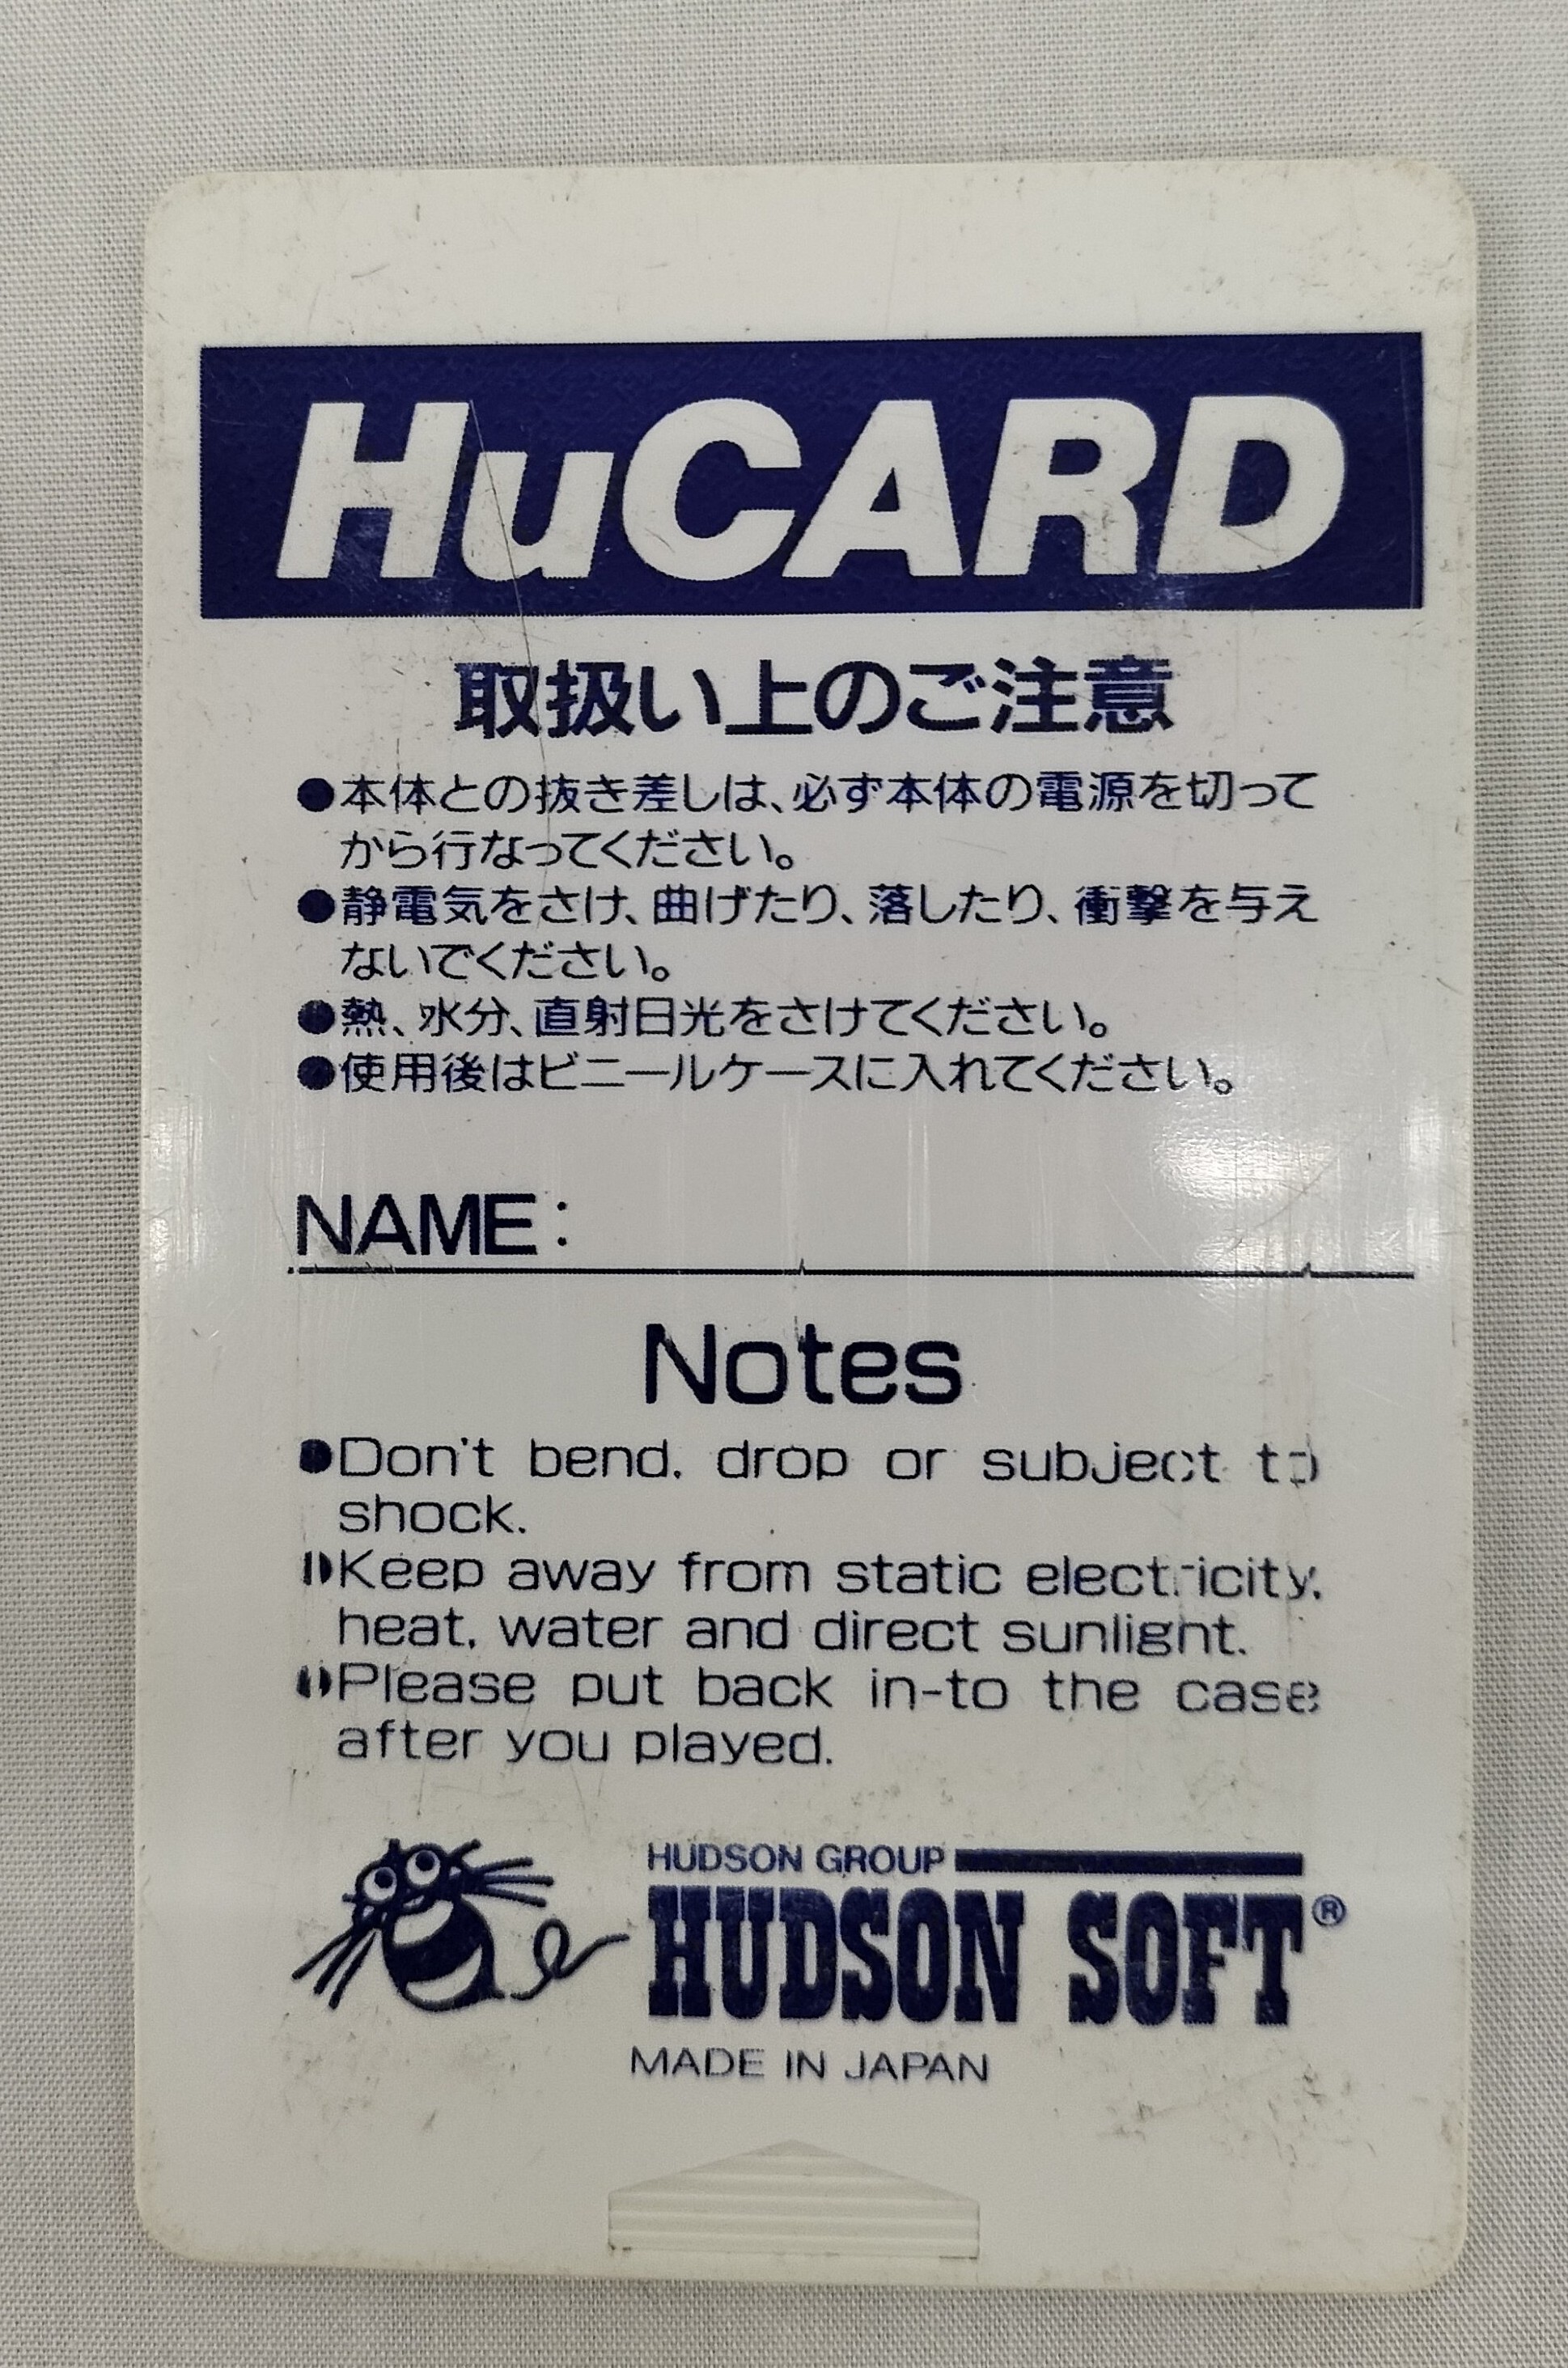 HuCARD
取扱い上のご注意
●本体との抜き差しは、必ず本体の電源を切って
から行なってください。
●静電気をさけ、曲げたり、落したり、衝撃を与え
ないでください。
●熱、水分、直射日光をさけてください。
●使用後はビニールケースに入れてください。
NAME:
Notes
●Don't bend, drop or subject to
shock.
●Keep away from static electricity,
heat, water and direct sunlight.
●Please put back in-to the case
after you played.
HUDSON GROUP
HUDSON SOFT®
MADE IN JAPAN